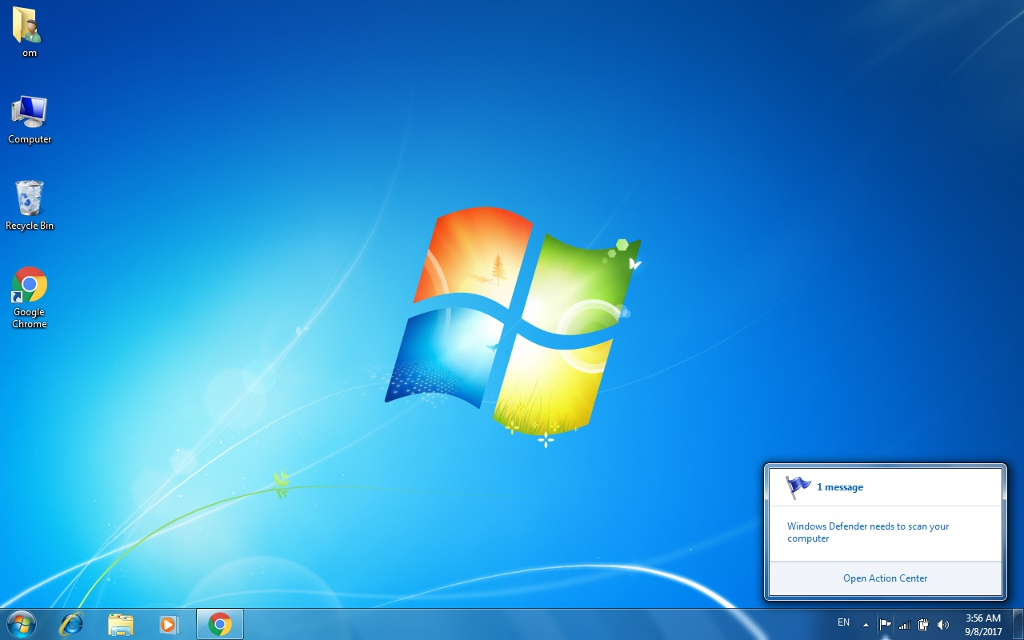 om
Computer
Recycle Bin
Google
Chrome
1 message
Windows Defender needs to scan your
computer
Open Action Center
EN
3:56 AM
9/8/2017